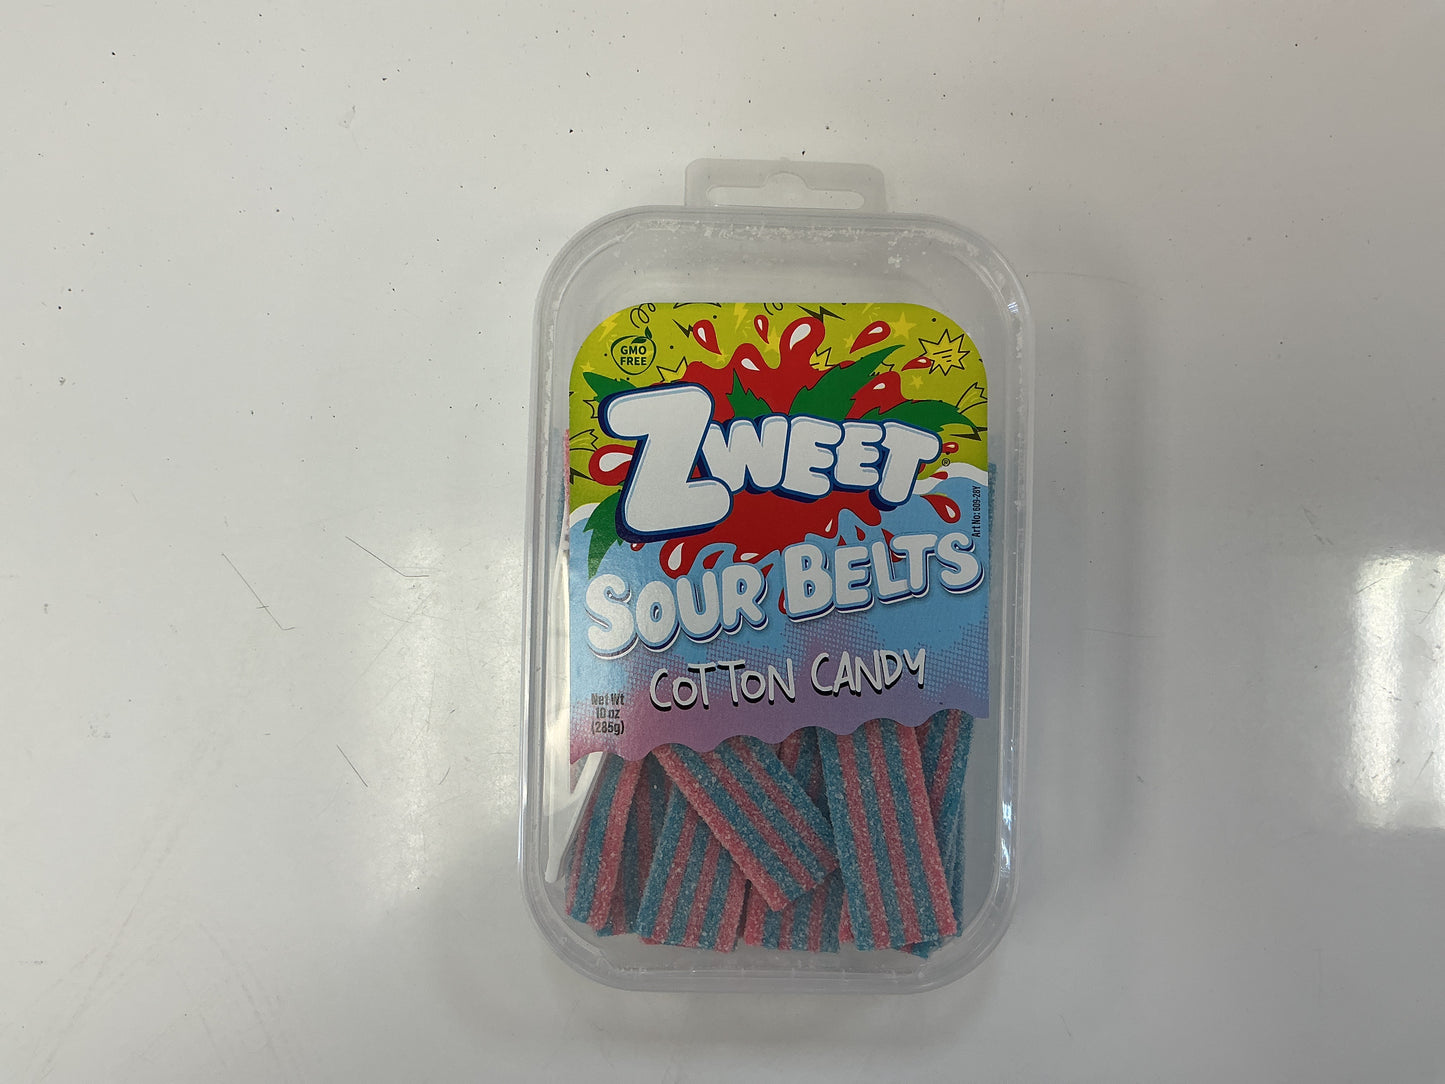 GMO
FREE
ZWEET®
Art No: 609-28Y
SOUR BELTS
COTTON CANDY
Net Wt
10 oz
(285g)